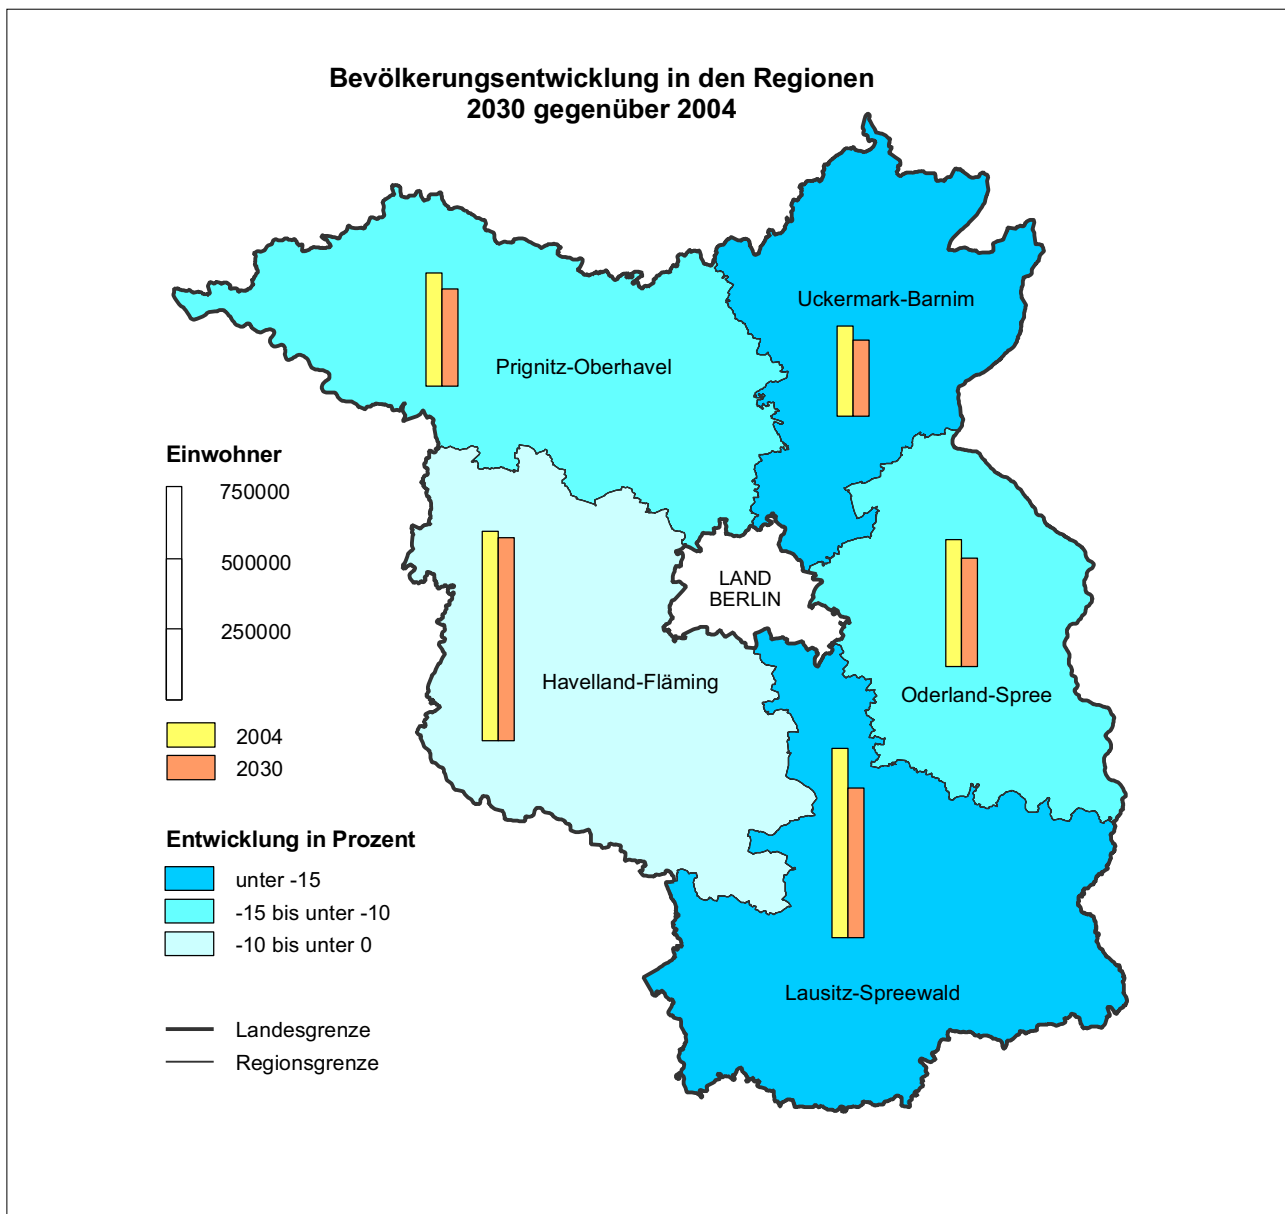 Bevölkerungsentwicklung in den Regionen
2030 gegenüber 2004
Uckermark-Barnim
Prignitz-Oberhavel
Einwohner
750000
500000
250000
LAND
BERLIN
Havelland-Fläming
Oderland-Spree
2004
2030
Entwicklung in Prozent
unter -15
-15 bis unter -10
-10 bis unter 0
Lausitz-Spreewald
Landesgrenze
Regionsgrenze